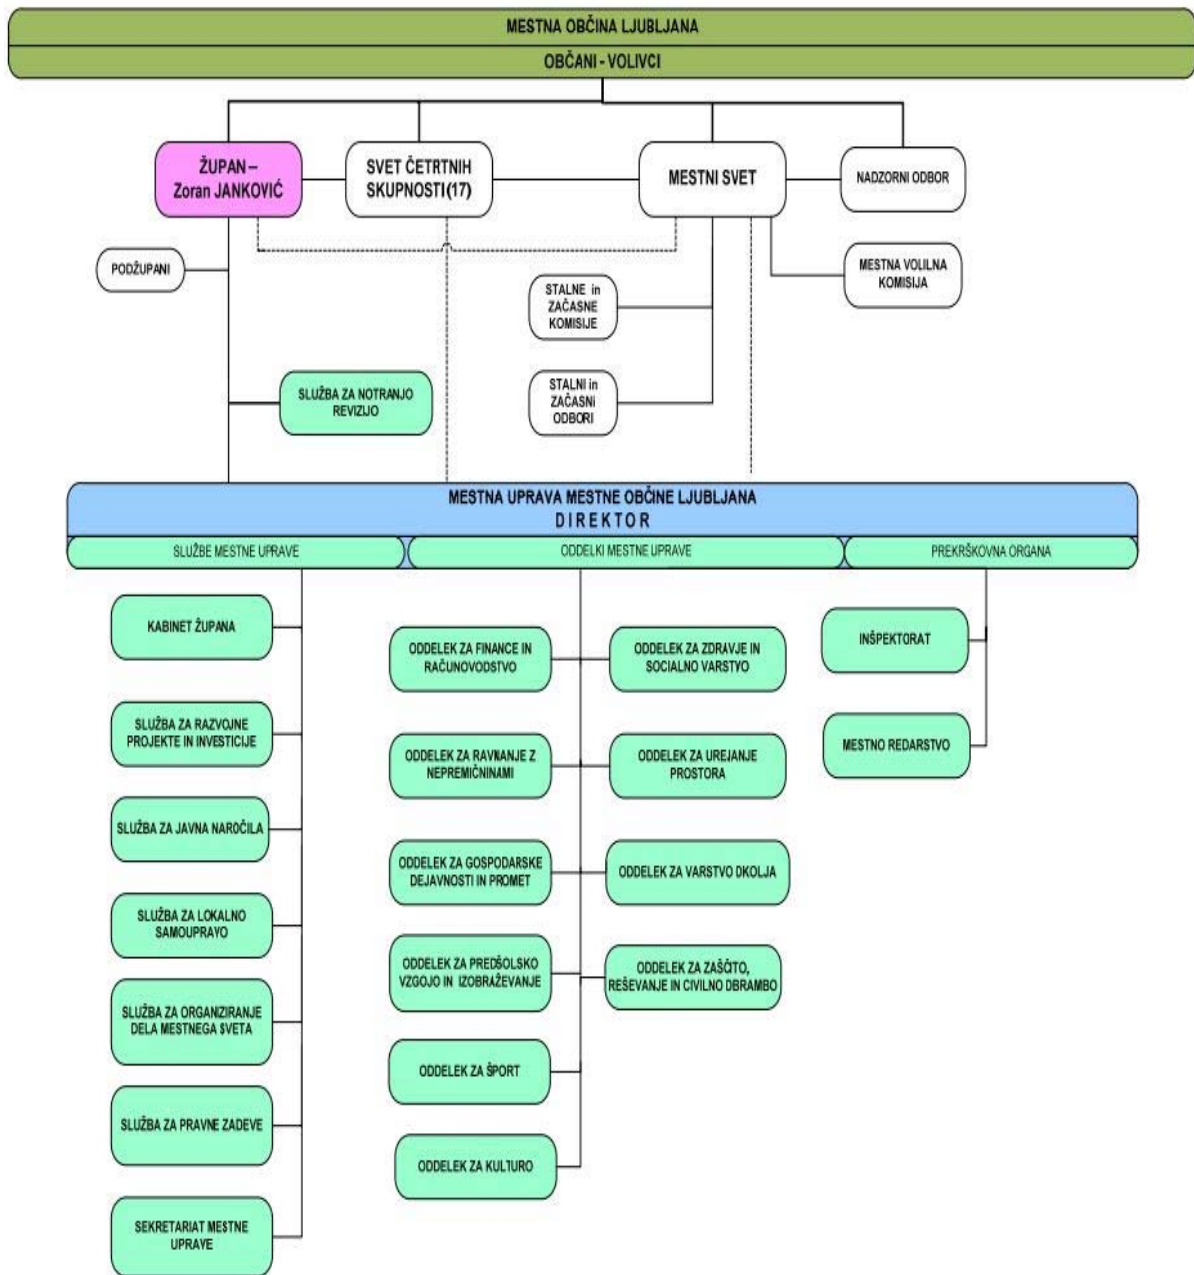 MESTNA OBČINA LJUBLJANA
OBČANI - VOLIVCI
ŽUPAN –
Zoran JANKOVIĆ
SVET ČETRTNIH
SKUPNOSTI (17)
MESTNI SVET
NADZORNI ODBOR
PODŽUPANI
MESTNA VOLILNA
KOMISIJA
STALNE in
ZAČASNE
KOMISIJE
SLUŽBA ZA NOTRANJO
REVIZIJO
STALNI in
ZAČASNI
ODBORI
MESTNA UPRAVA MESTNE OBČINE LJUBLJANA
D I R E K T O R
SLUŽBE MESTNE UPRAVE
ODDELKI MESTNE UPRAVE
PREKRŠKOVNA ORGANA
KABINET ŽUPANA
SLUŽBA ZA RAZVOJNE
PROJEKTE IN INVESTICIJE
SLUŽBA ZA JAVNA NAROČILA
SLUŽBA ZA LOKALNO
SAMOUPRAVO
SLUŽBA ZA ORGANIZIRANJE
DELA MESTNEGA SVETA
SLUŽBA ZA PRAVNE ZADEVE
SEKRETARIAT MESTNE
UPRAVE
ODDELEK ZA FINANCE IN
RAČUNOVODSTVO
ODDELEK ZA RAVNANJE Z
NEPREMIČNINAMI
ODDELEK ZA GOSPODARSKE
DEJAVNOSTI IN PROMET
ODDELEK ZA PREDŠOLSKO
VZGOJO IN IZOBRAŽEVANJE
ODDELEK ZA ŠPORT
ODDELEK ZA KULTURO
ODDELEK ZA ZDRAVJE IN
SOCIALNO VARSTVO
ODDELEK ZA UREJANJE
PROSTORA
ODDELEK ZA VARSTVO OKOLJA
ODDELEK ZA ZAŠČITO,
REŠEVANJE IN CIVILNO OBRAMBO
INŠPEKTORAT
MESTNO REDARSTVO